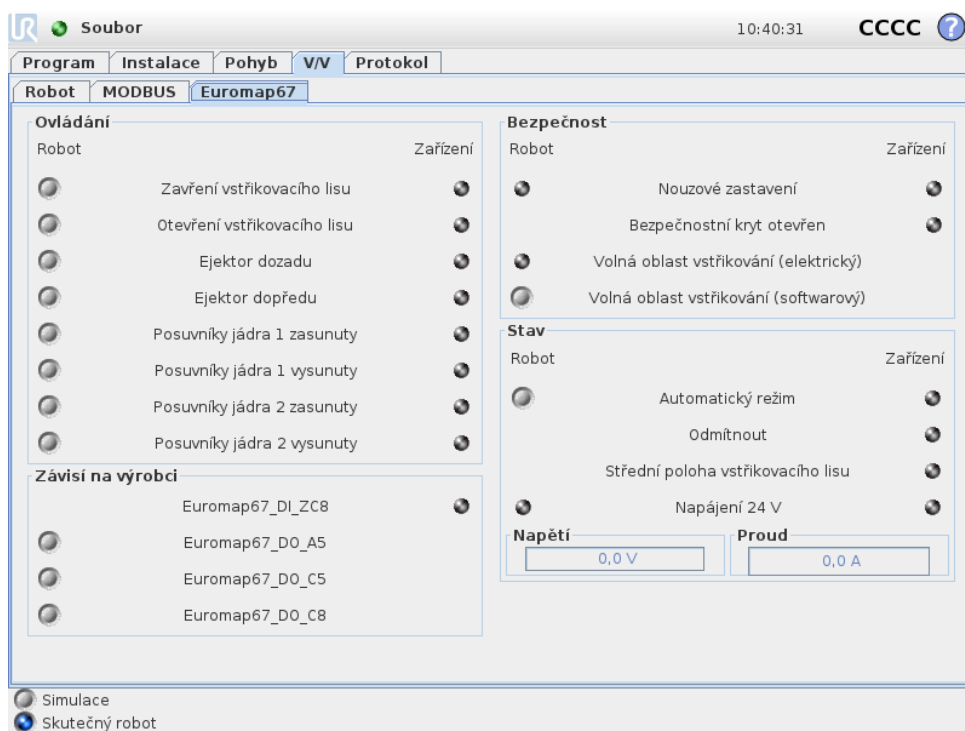 UR Soubor 10:40:31 CCCC ?
Program Instalace Pohyb V/V Protokol
Robot MODBUS Euromap67
Ovládání
Robot Zařízení
Zavření vstřikovacího lisu
Otevření vstřikovacího lisu
Ejektor dozadu
Ejektor dopředu
Posuvníky jádra 1 zasunuty
Posuvníky jádra 1 vysunuty
Posuvníky jádra 2 zasunuty
Posuvníky jádra 2 vysunuty
Závisí na výrobci
Euromap67_DI_ZC8
Euromap67_DO_A5
Euromap67_DO_C5
Euromap67_DO_C8
Bezpečnost
Robot Zařízení
Nouzové zastavení
Bezpečnostní kryt otevřen
Volná oblast vstřikování (elektrický)
Volná oblast vstřikování (softwarový)
Stav
Robot Zařízení
Automatický režim
Odmítnout
Střední poloha vstřikovacího lisu
Napájení 24 V
Napětí Proud
0,0 V 0,0 A
Simulace
Skutečný robot